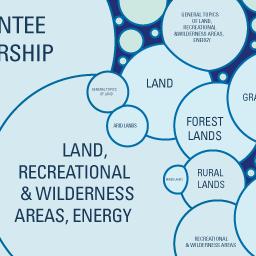 NTEE
RSHIP
GENERAL TOPICS
OF LAND,
RECREATIONAL
&WILDERNESS AREAS,
ENERGY
LAND
GENERAL TOPICS
OF LAND
ARID LANDS
GRA
FOREST
LANDS
LAND,
RECREATIONAL
& WILDERNESS
AREAS, ENERGY
RURAL
LANDS
RECREATIONAL
& WILDERNESS AREAS